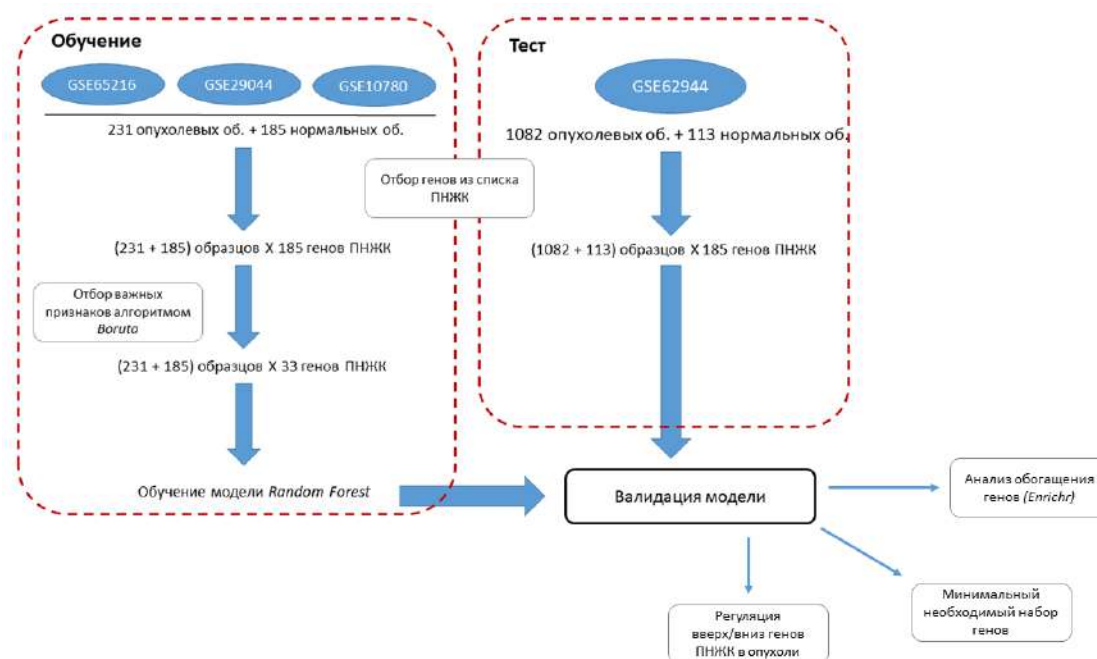 Обучение
GSE65216
GSE29044
GSE10780
231 опухолевых об. + 185 нормальных об.
(231 + 185) образцов X 185 генов ПНЖК
Отбор важных
признаков алгоритмом
Boruta
(231 + 185) образцов X 33 генов ПНЖК
Обучение модели Random Forest
Отбор генов из списка
ПНЖК
Тест
GSE62944
1082 опухолевых об. + 113 нормальных об.
(1082 + 113) образцов X 185 генов ПНЖК
Валидация модели
Анализ обогащения
генов (Enrichr)
Минимальный
необходимый набор
генов
Регуляция
вверх/вниз генов
ПНЖК в опухоли